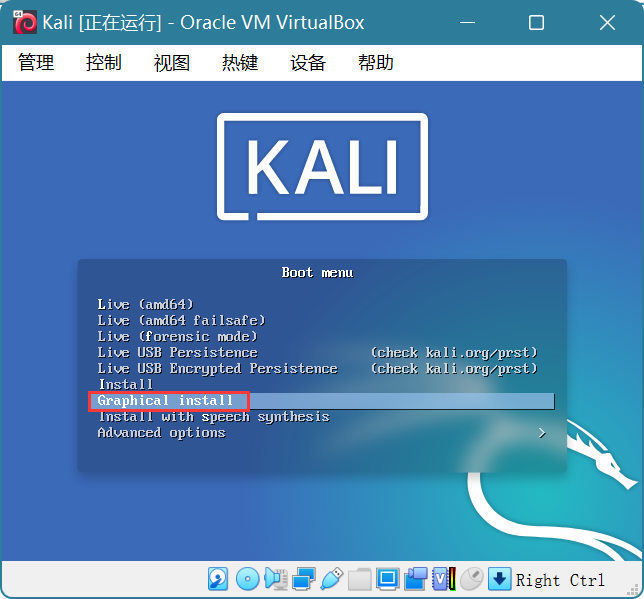 64
Kali [正在运行] - Oracle VM VirtualBox
管理 控制 视图 热键 设备 帮助
KALI
Boot menu
Live (amd64)
Live (amd64 failsafe)
Live (forensic mode)
Live USB Persistence (check kali.org/prst)
Live USB Encrypted Persistence (check kali.org/prst)
Install
Graphical install
Install with speech synthesis
Advanced options >
V
Right Ctrl